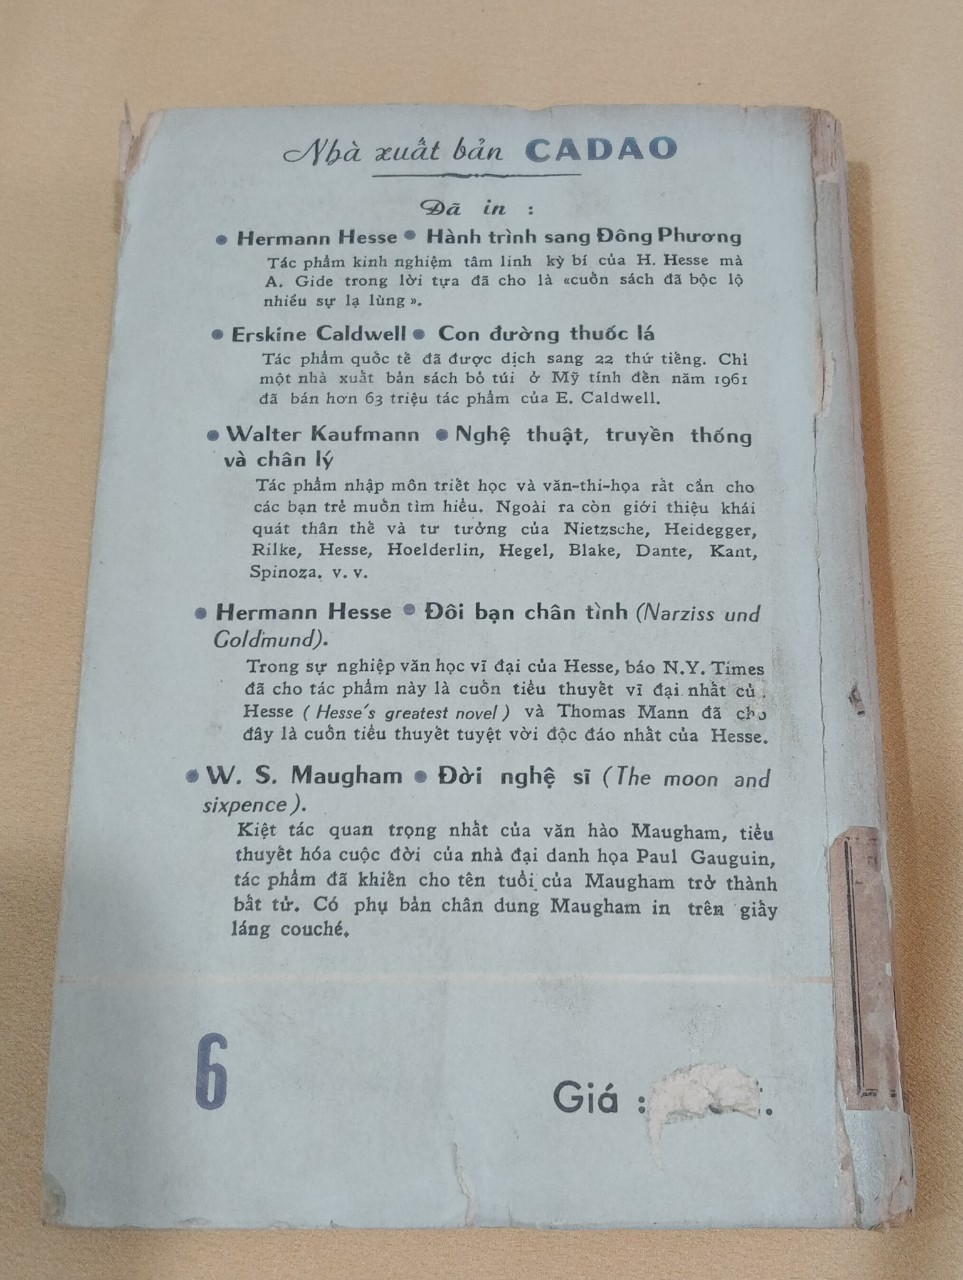 Nhà xuất bản CADAO
Đã in :
• Hermann Hesse • Hành trình sang Đông Phương
Tác phẩm kinh nghiệm tâm linh kỳ bí của H. Hesse mà
A. Gide trong lời tựa đã cho là «cuốn sách đã bộc lộ
nhiều sự lạ lùng».
• Erskine Caldwell • Con đường thuốc lá
Tác phẩm quốc tế đã được dịch sang 22 thứ tiếng. Chỉ
một nhà xuất bản sách bỏ túi ở Mỹ tính đến năm 1961
đã bán hơn 63 triệu tác phẩm của E. Caldwell.
• Walter Kaufmann • Nghệ thuật, truyền thống
và chân lý
Tác phẩm nhập môn triết học và văn-thi-họa rất cần cho
các bạn trẻ muốn tìm hiểu. Ngoài ra còn giới thiệu khái
quát thân thế và tư tưởng của Nietzsche, Heidegger,
Rilke, Hesse, Hoelderlin, Hegel, Blake, Dante, Kant,
Spinoza. v. v.
• Hermann Hesse • Đôi bạn chân tình (Narziss und
Goldmund).
Trong sự nghiệp văn học vĩ đại của Hesse, báo N.Y. Times
đã cho tác phẩm này là cuốn tiểu thuyết vĩ đại nhất củ
Hesse (Hesse's greatest novel) và Thomas Mann đã cho
đây là cuốn tiểu thuyết tuyệt vời độc đáo nhất của Hesse.
• W. S. Maugham • Đời nghệ sĩ (The moon and
sixpence).
Kiệt tác quan trọng nhất của văn hào Maugham, tiểu
thuyết hóa cuộc đời của nhà đại danh họa Paul Gauguin,
tác phẩm đã khiến cho tên tuổi của Maugham trở thành
bất tử. Có phụ bản chân dung Maugham in trên giấy
láng couché.
6
Giá :